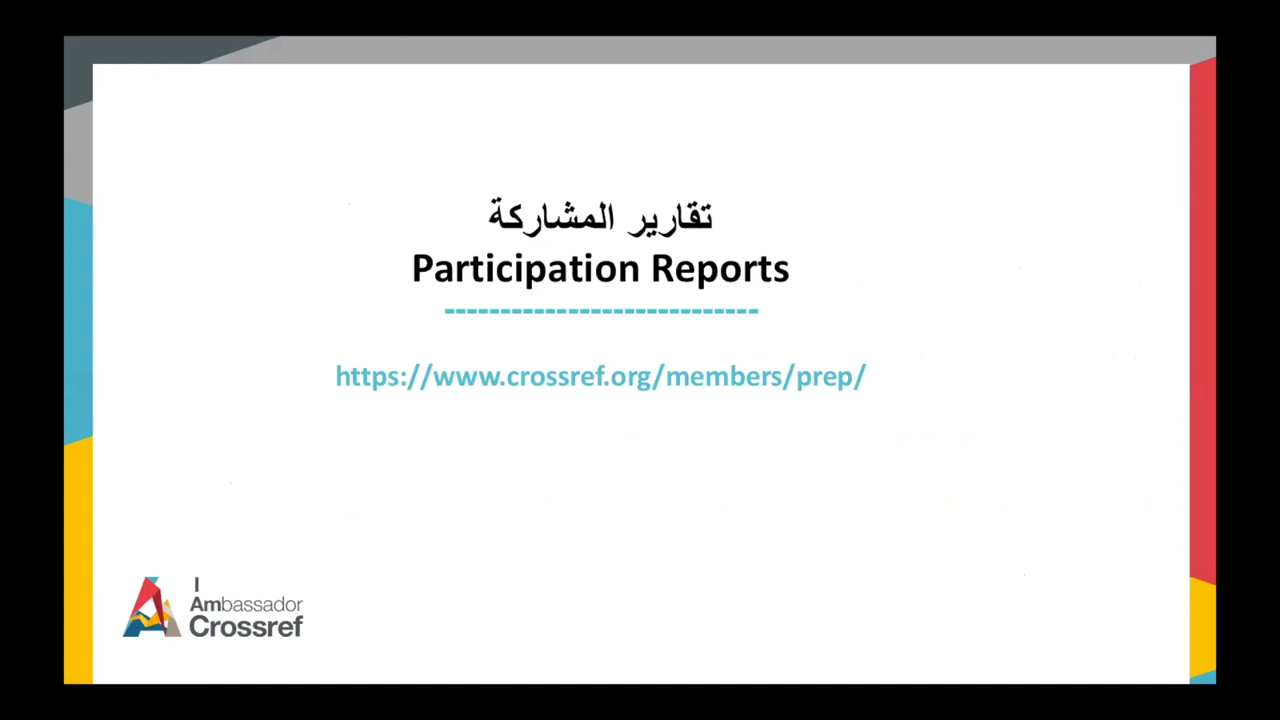 تقارير المشاركة
Participation Reports
---------------------------
https://www.crossref.org/members/prep/
I
Ambassador
Crossref